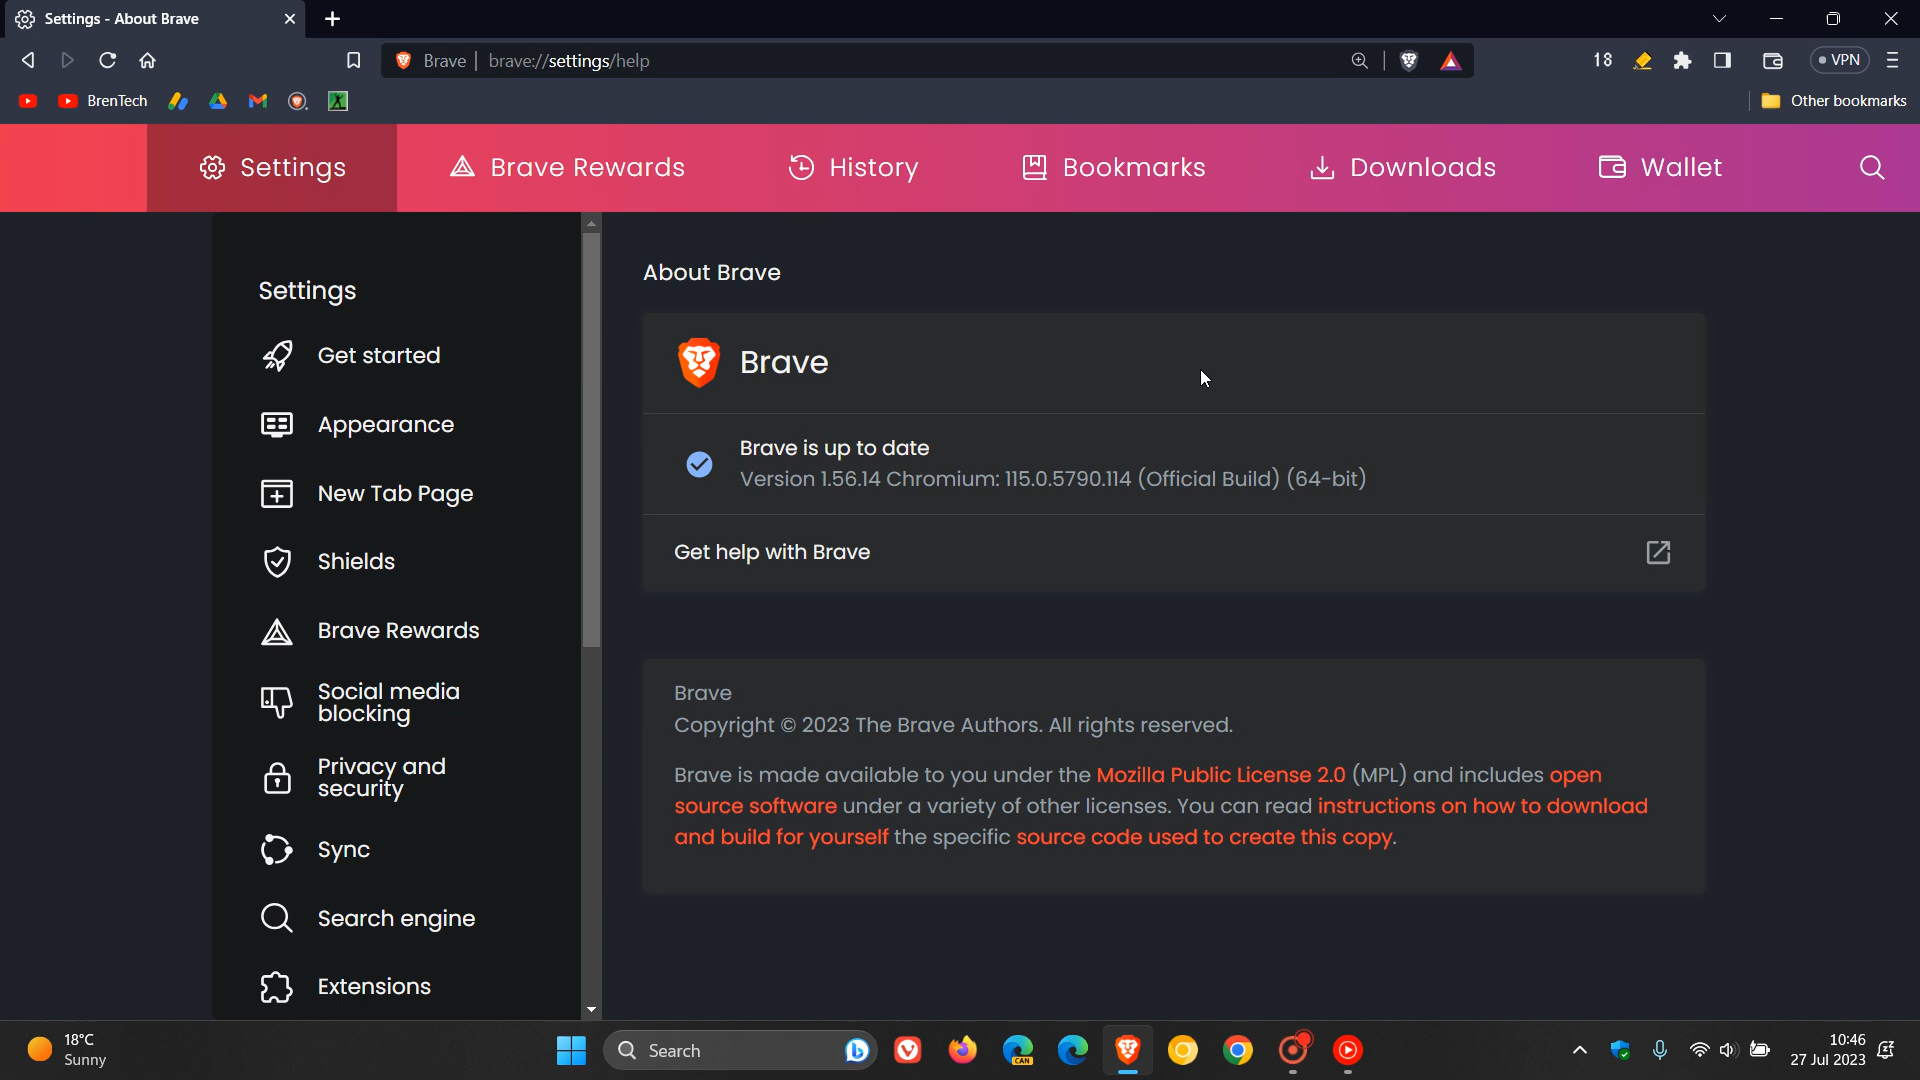 Settings - About Brave
Brave
brave://settings/help
18
VPN
BrenTech
Other bookmarks
Settings
Brave Rewards
History
Bookmarks
Downloads
Wallet
Settings
Get started
Appearance
New Tab Page
Shields
Brave Rewards
Social media
blocking
Privacy and
security
Sync
Search engine
Extensions
About Brave
Brave
Brave is up to date
Version 1.56.14 Chromium: 115.0.5790.114 (Official Build) (64-bit)
Get help with Brave
Brave
Copyright © 2023 The Brave Authors. All rights reserved.
Brave is made available to you under the Mozilla Public License 2.0 (MPL) and includes open
source software under a variety of other licenses. You can read instructions on how to download
and build for yourself the specific source code used to create this copy.
18°C
Sunny
Search
CAN
10:46
27 Jul 2023